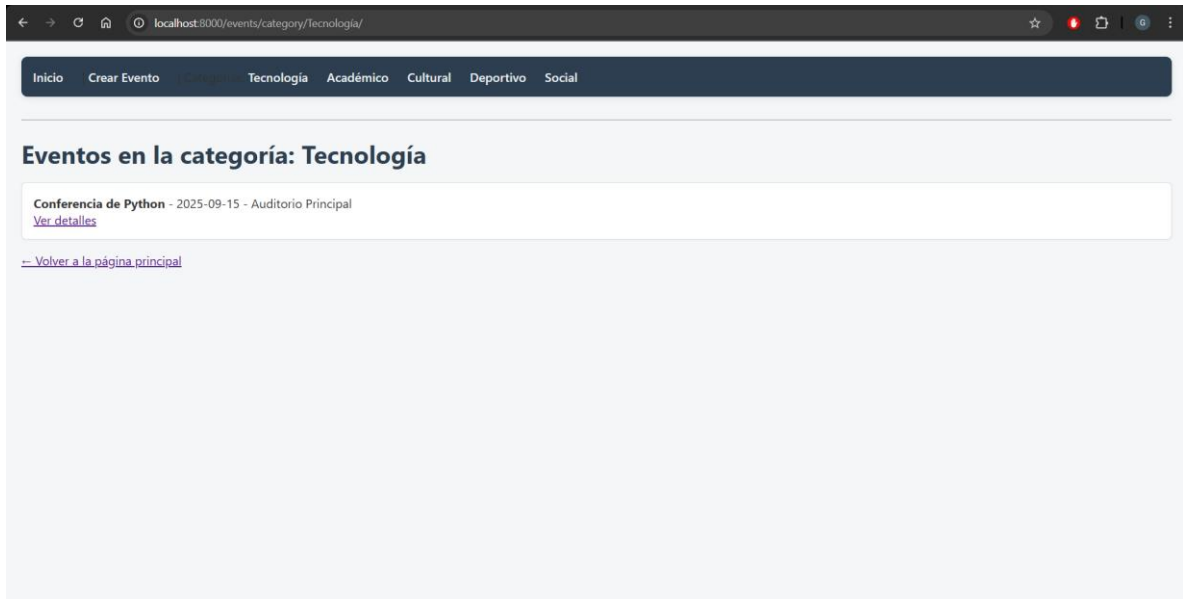 localhost:8000/events/category/Tecnología/
G
Inicio Crear Evento | Categorías: Tecnología Académico Cultural Deportivo Social
Eventos en la categoría: Tecnología
Conferencia de Python - 2025-09-15 - Auditorio Principal
Ver detalles
← Volver a la página principal